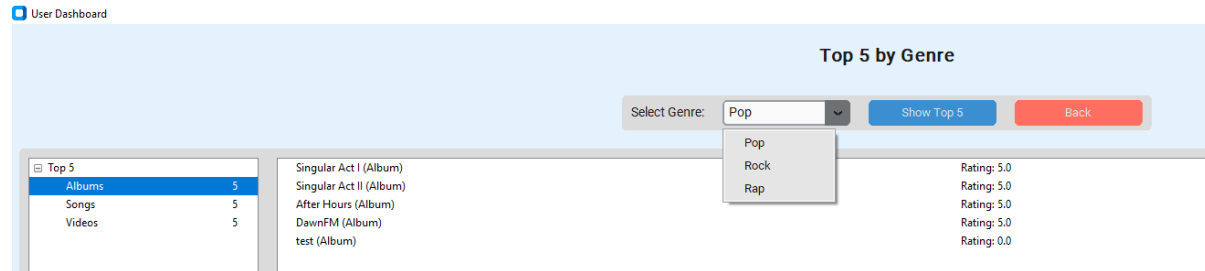 User Dashboard
Top 5 by Genre
Select Genre: Pop Show Top 5 Back
Pop
Rock
Rap
Top 5
Albums 5
Songs 5
Videos 5
Singular Act I (Album) Rating: 5.0
Singular Act II (Album) Rating: 5.0
After Hours (Album) Rating: 5.0
DawnFM (Album) Rating: 5.0
test (Album) Rating: 0.0